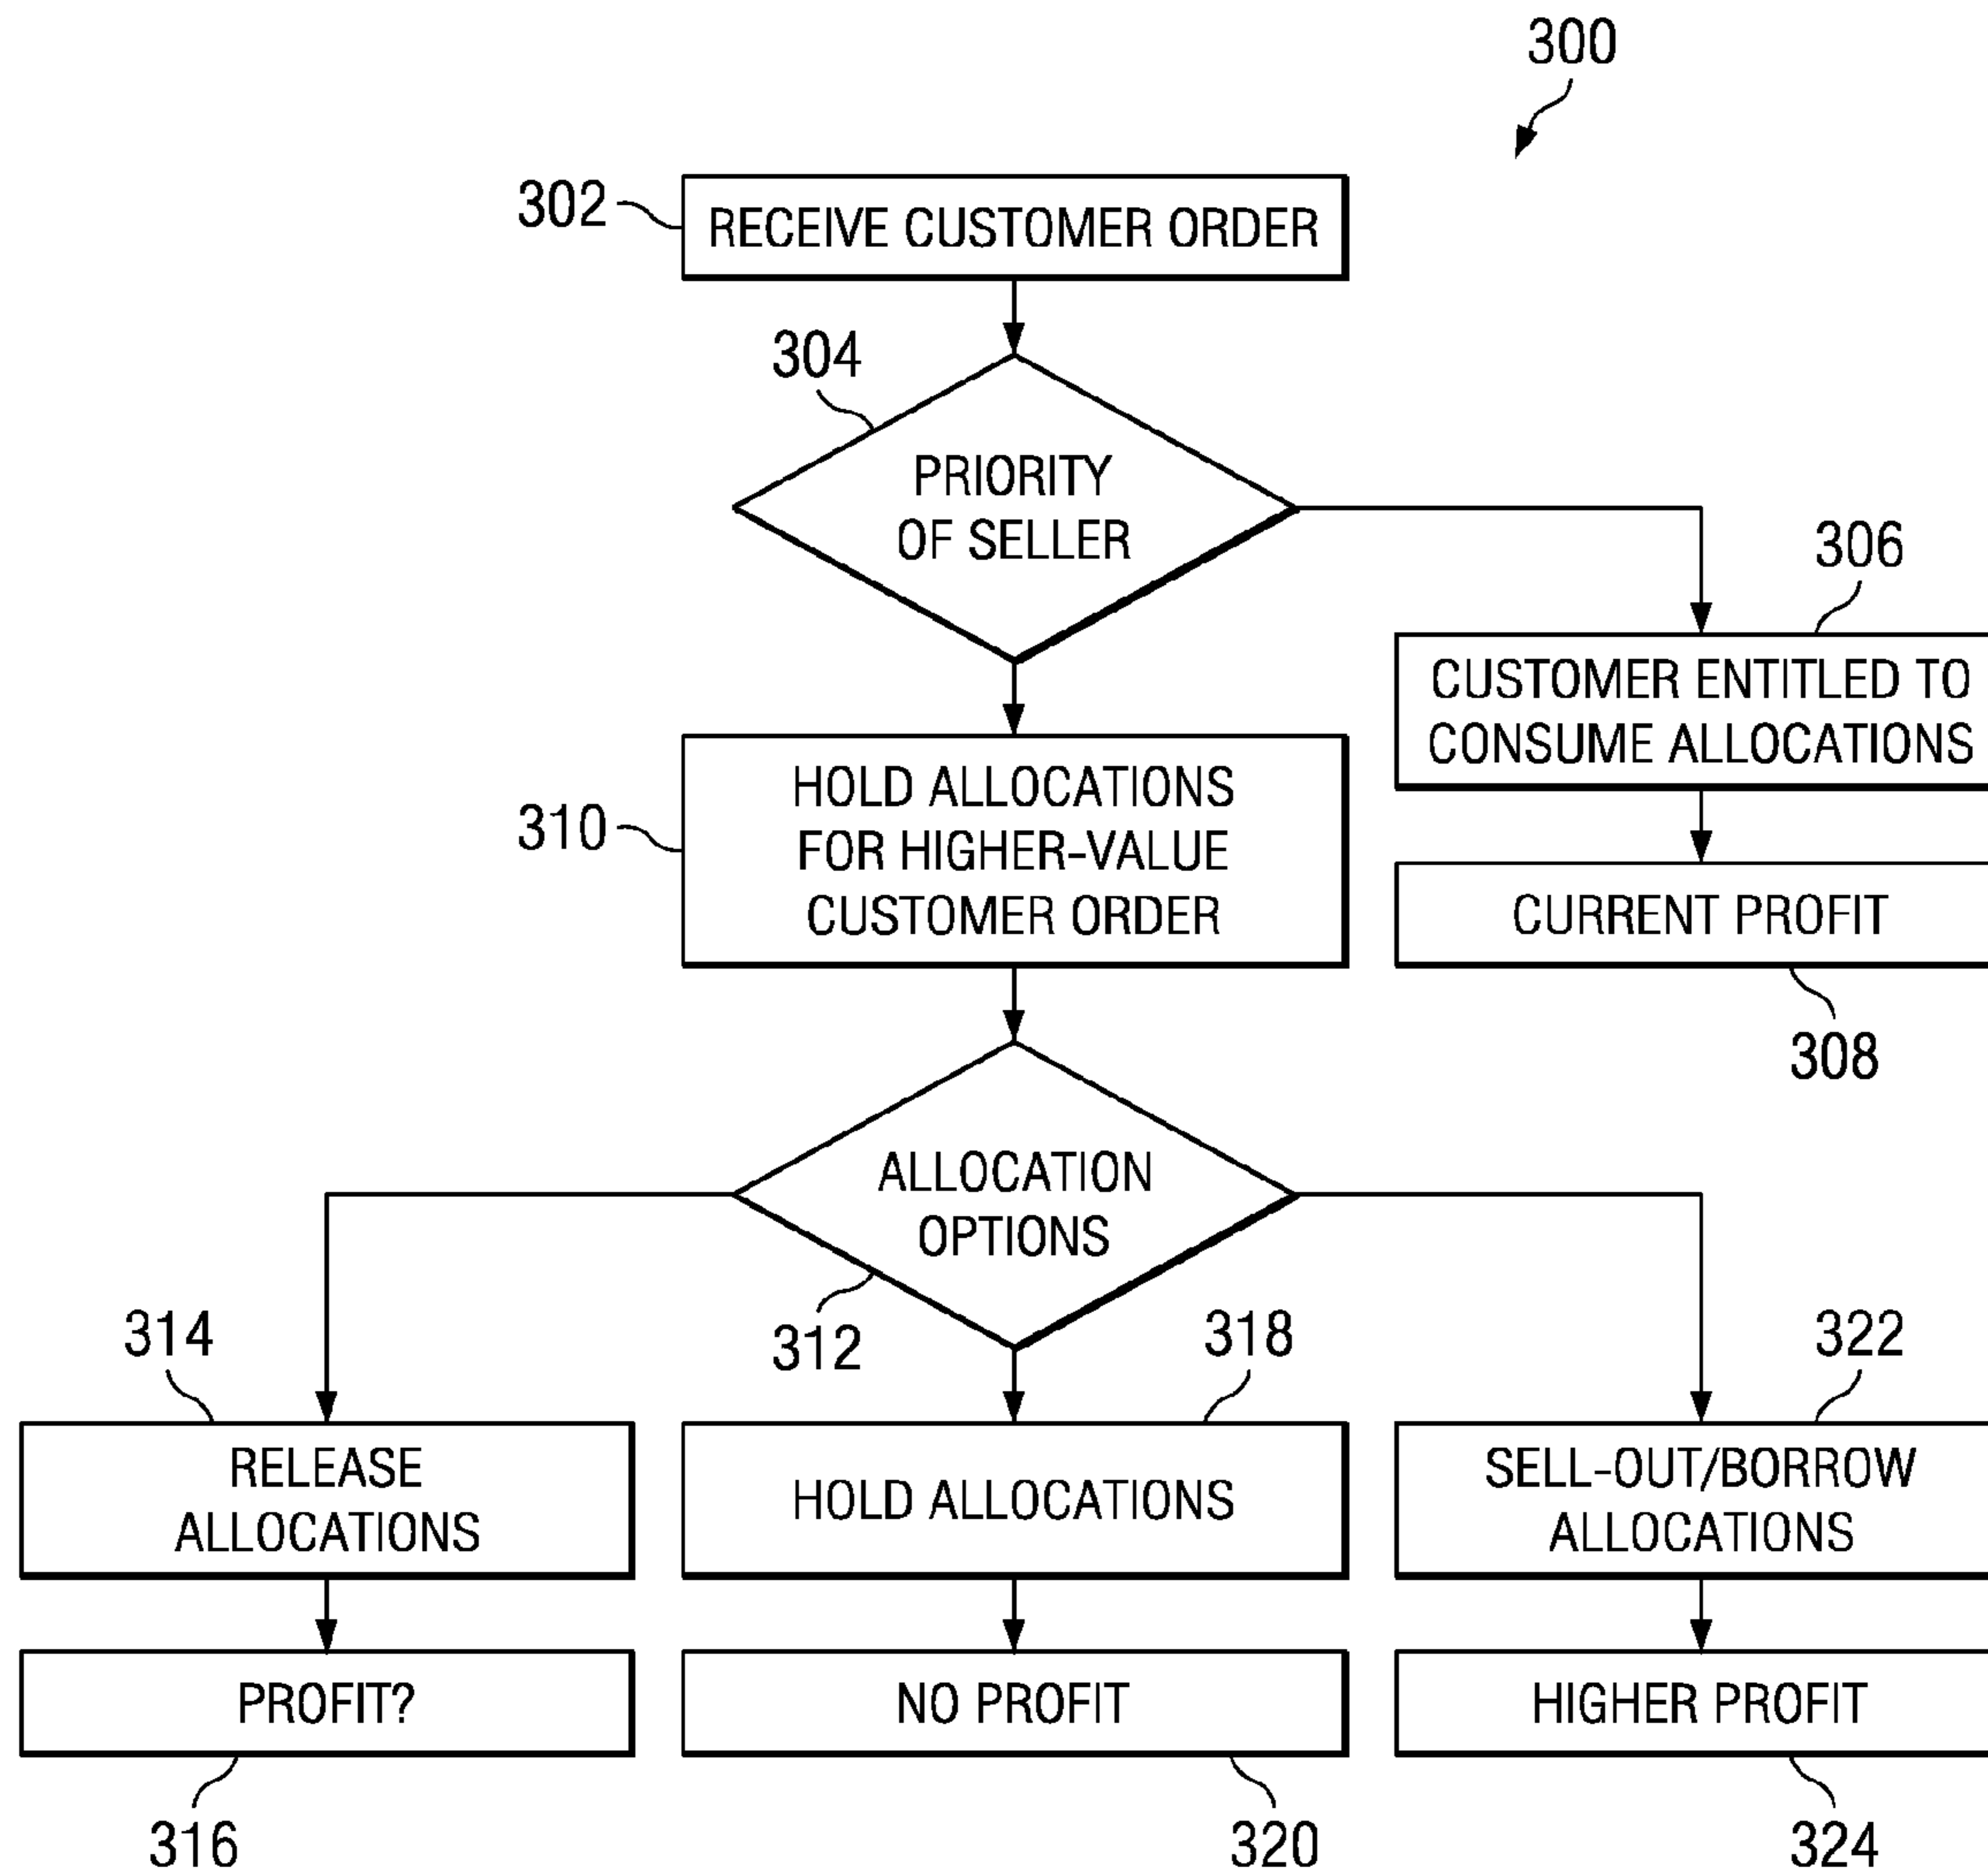 300
302
RECEIVE CUSTOMER ORDER
304
PRIORITY
OF SELLER
306
CUSTOMER ENTITLED TO
CONSUME ALLOCATIONS
310
HOLD ALLOCATIONS
FOR HIGHER-VALUE
CUSTOMER ORDER
CURRENT PROFIT
308
ALLOCATION
OPTIONS
312
314
318
322
RELEASE
ALLOCATIONS
HOLD ALLOCATIONS
SELL-OUT/BORROW
ALLOCATIONS
PROFIT?
NO PROFIT
HIGHER PROFIT
316
320
324